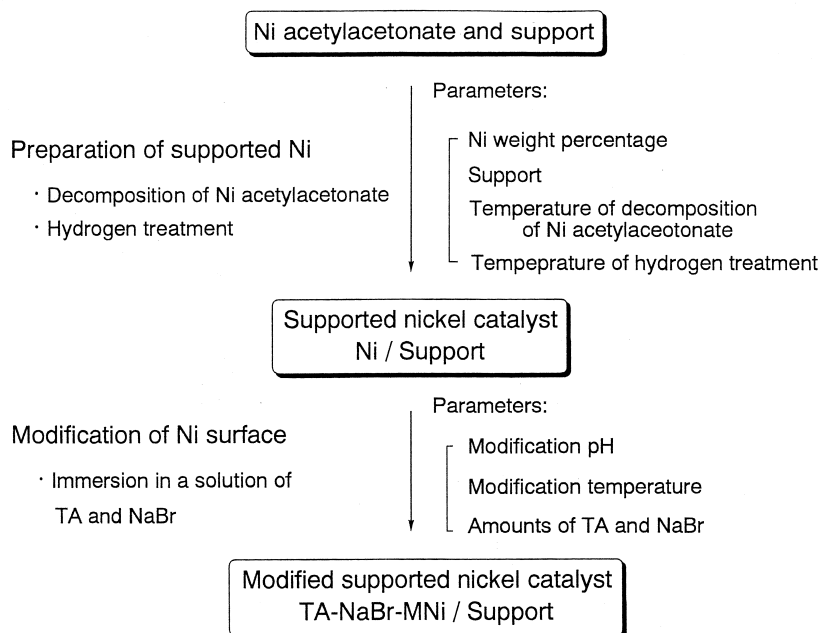 Ni acetylacetonate and support
Parameters:
Preparation of supported Ni
· Decomposition of Ni acetylacetonate
· Hydrogen treatment
Ni weight percentage
Support
Temperature of decomposition
of Ni acetylaceotonate
Tempeprature of hydrogen treatment
Supported nickel catalyst
Ni / Support
Parameters:
Modification of Ni surface
· Immersion in a solution of
TA and NaBr
Modification pH
Modification temperature
Amounts of TA and NaBr
Modified supported nickel catalyst
TA-NaBr-MNi / Support